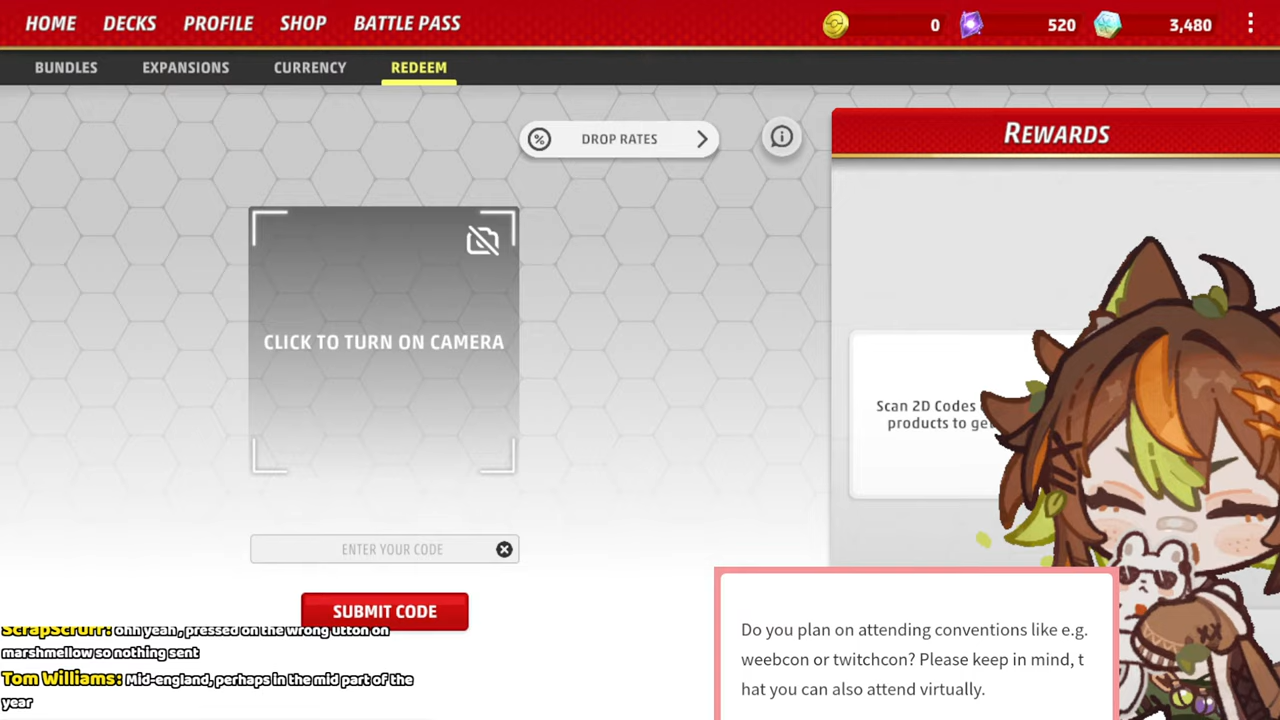 HOME DECKS PROFILE SHOP BATTLE PASS 0 520 3,480
BUNDLES EXPANSIONS CURRENCY REDEEM
DROP RATES
REWARDS
CLICK TO TURN ON CAMERA
Scan 2D Codes
products to get
ENTER YOUR CODE
SUBMIT CODE
ScrapScruff: ohh yeah, pressed on the wrong utton on
marshmellow so nothing sent
Tom Williams: Mid-england, perhaps in the mid part of the
year
Do you plan on attending conventions like e.g.
weebcon or twitchcon? Please keep in mind, t
hat you can also attend virtually.